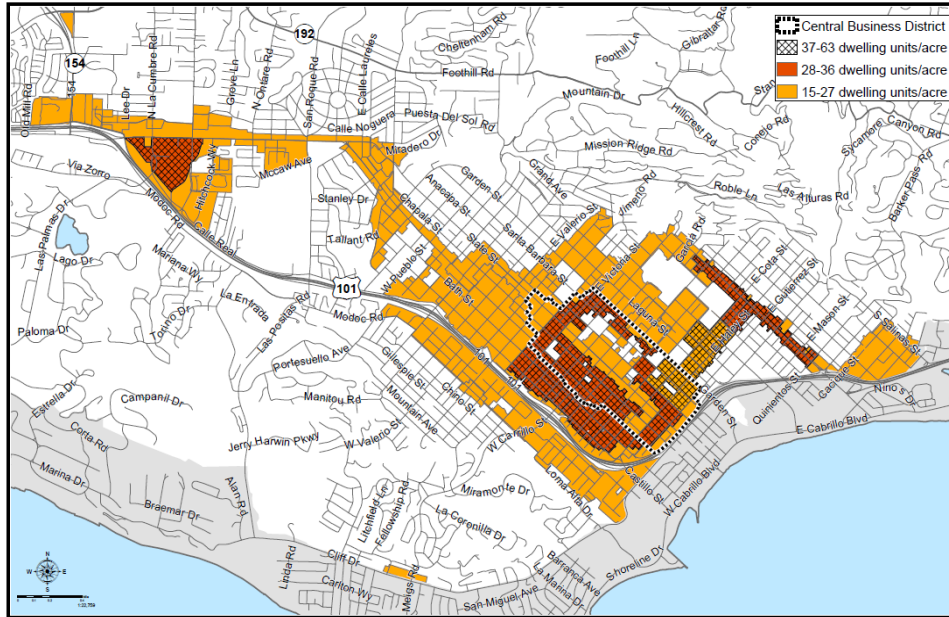 Central Business District
37-63 dwelling units/acre
28-36 dwelling units/acre
15-27 dwelling units/acre
192
154
154
101
101
101
Old Mill Rd
Lee Dr
N La Cumbre Rd
Grove Ln
N Ontare Rd
San Roque Rd
E Calle Laureles
Cheltenham Rd
Foothill Rd
Foothill Ln
Gibraltar Rd
Mountain Dr
Hillcrest Rd
Conejo Rd
Sycamore
Canyon Rd
Barker Pass Rd
Calle Noguera
Puesta Del Sol Rd
Miradero Dr
Mission Ridge Rd
Roble Ln
Las Alturas Rd
Via Zorro
Modoc Rd
Hitchcock Wy
Mccaw Ave
Calle Real
Stanley Dr
Tallant Rd
Chapala St
Anacapa St
Garden St
Grand Ave
State St
Santa Barbara St
E Valerio St
Jimeno Rd
Garcia Rd
E Victoria St
Laguna St
E Cota St
E Gutierrez St
E Haley St
E Mason St
S Salinas St
Las Palmas Dr
Lago Dr
Mariana Wy
La Entrada
Torino Dr
Las Positas Rd
Modoc Rd
W Pueblo St
Bath St
Paloma Dr
Portesuello Ave
Gillespie St
Chino St
Mountain Ave
Manitou Rd
W Valerio St
W Carrillo St
Estrella Dr
Campanil Dr
Jerry Harwin Pkwy
Corta Rd
Marina Dr
Braemar Dr
Alan Rd
Litchfield Ln
Fellowship Rd
Miramonte Dr
La Coronilla Dr
Loma Alta Dr
Castillo St
W Cabrillo Blvd
Garden St
Quinientos St
Cacique St
Nino's Dr
E Cabrillo Blvd
Linda Rd
Cliff Dr
Carlton Wy
Meigs Rd
San Miguel Ave
La Marina Dr
Barranca Ave
Shoreline Dr
N
W
E
S